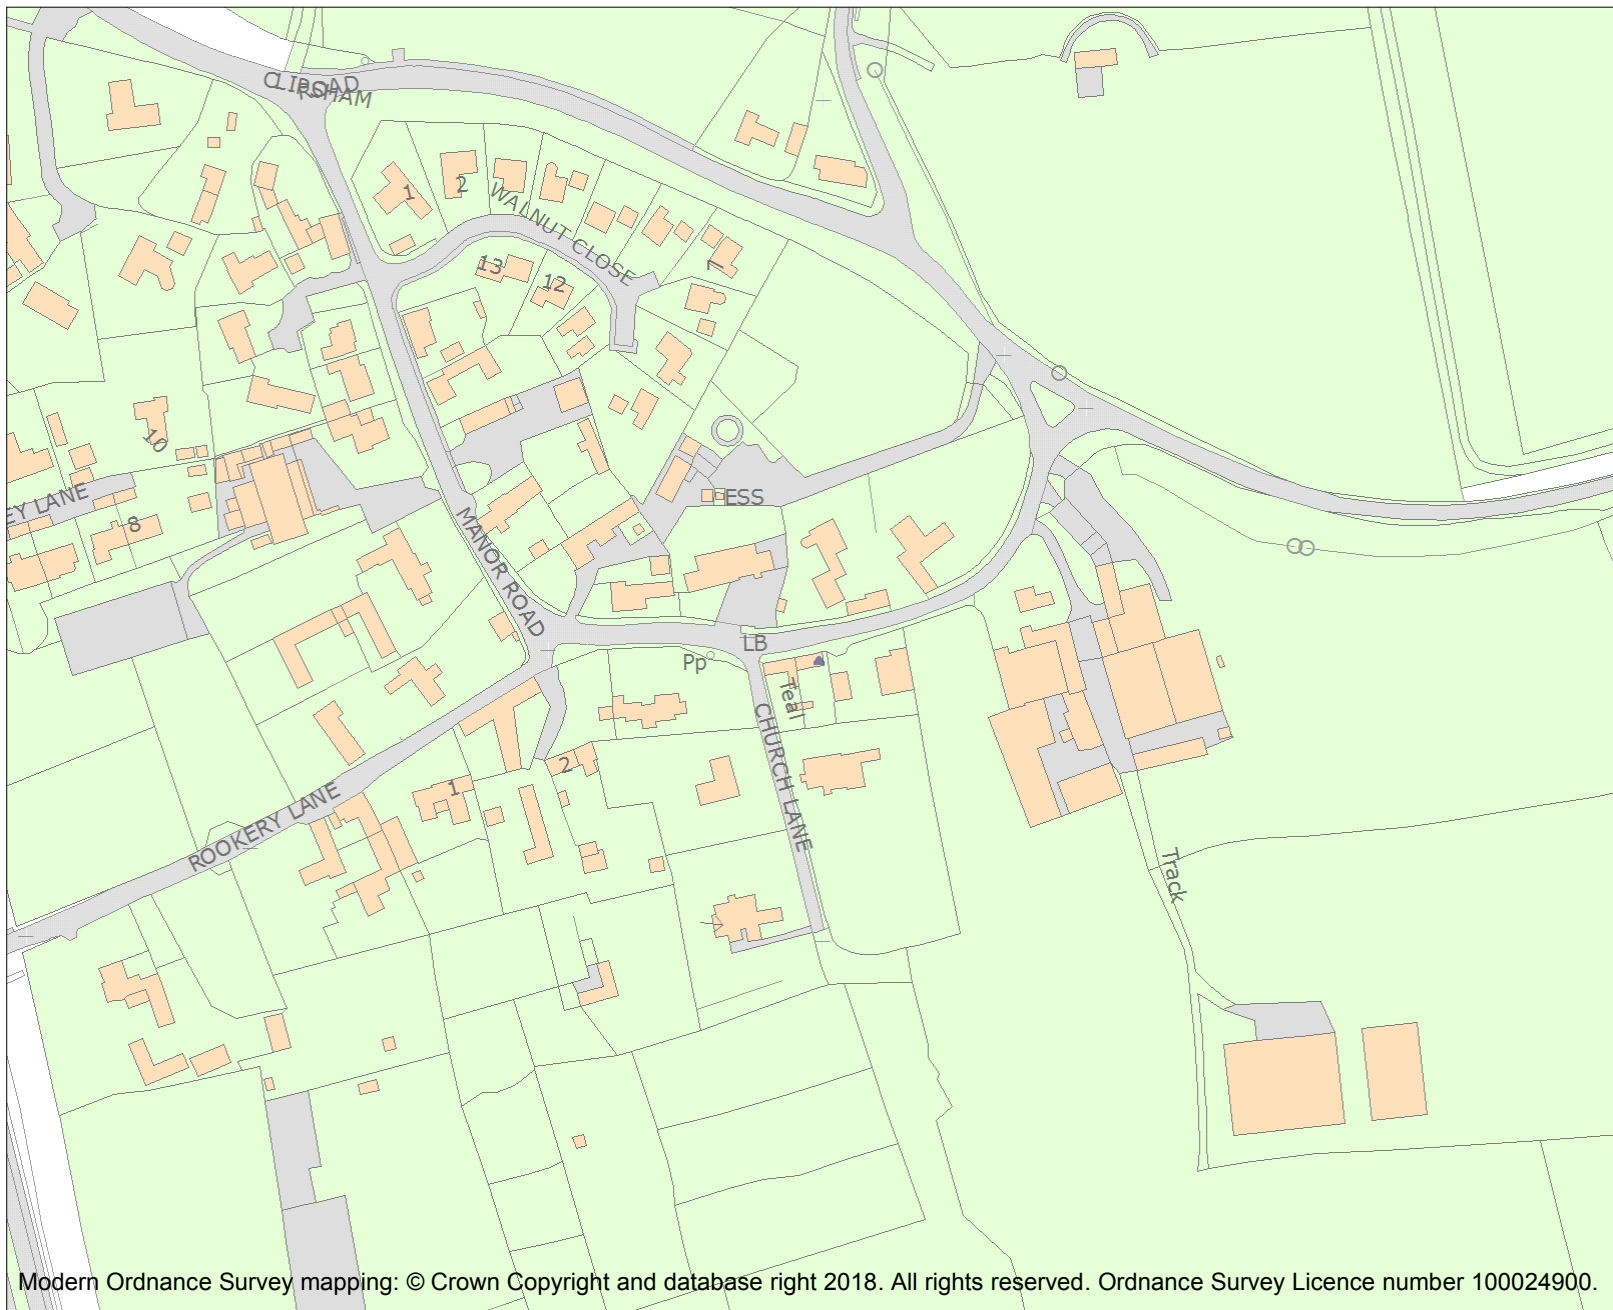 CLIPSHAM
ROAD
1
2
WALNUT CLOSE
13
12
7
10
EY LANE
8
ESS
MANOR ROAD
LB
Pp
Teal
CHURCH LANE
2
1
ROOKERY LANE
Track
Modern Ordnance Survey mapping: © Crown Copyright and database right 2018. All rights reserved. Ordnance Survey Licence number 100024900.